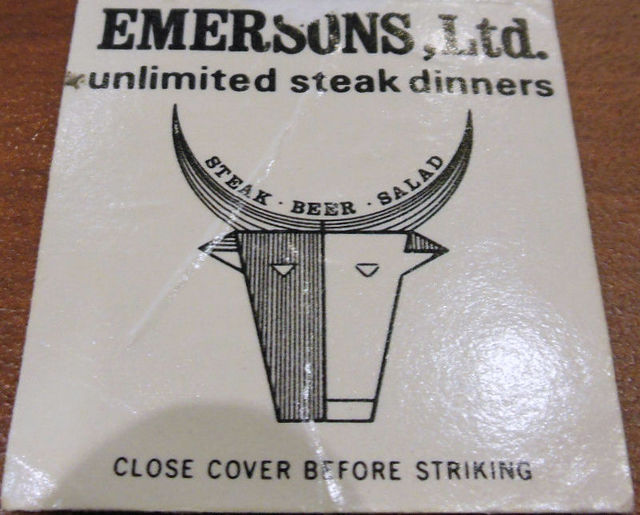 EMERSONS, Ltd.
unlimited steak dinners
STEAK · BEER · SALAD
CLOSE COVER BEFORE STRIKING